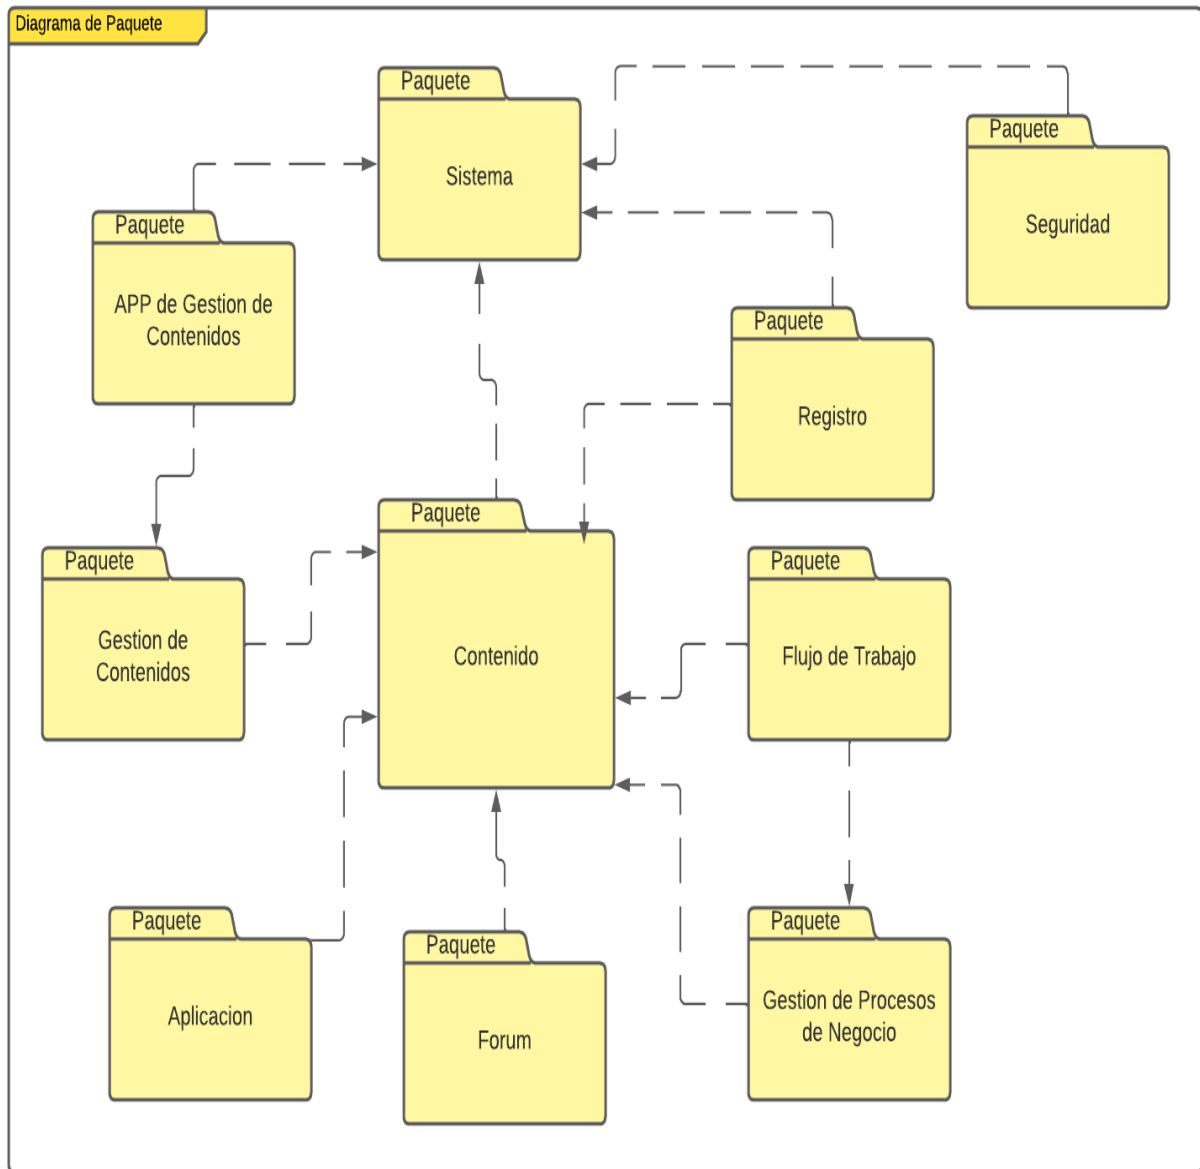 Diagrama de Paquete
Paquete
Sistema
Paquete
Seguridad
Paquete
APP de Gestion de
Contenidos
Paquete
Registro
Paquete
Contenido
Paquete
Gestion de
Contenidos
Paquete
Flujo de Trabajo
Paquete
Aplicacion
Paquete
Forum
Paquete
Gestion de Procesos
de Negocio